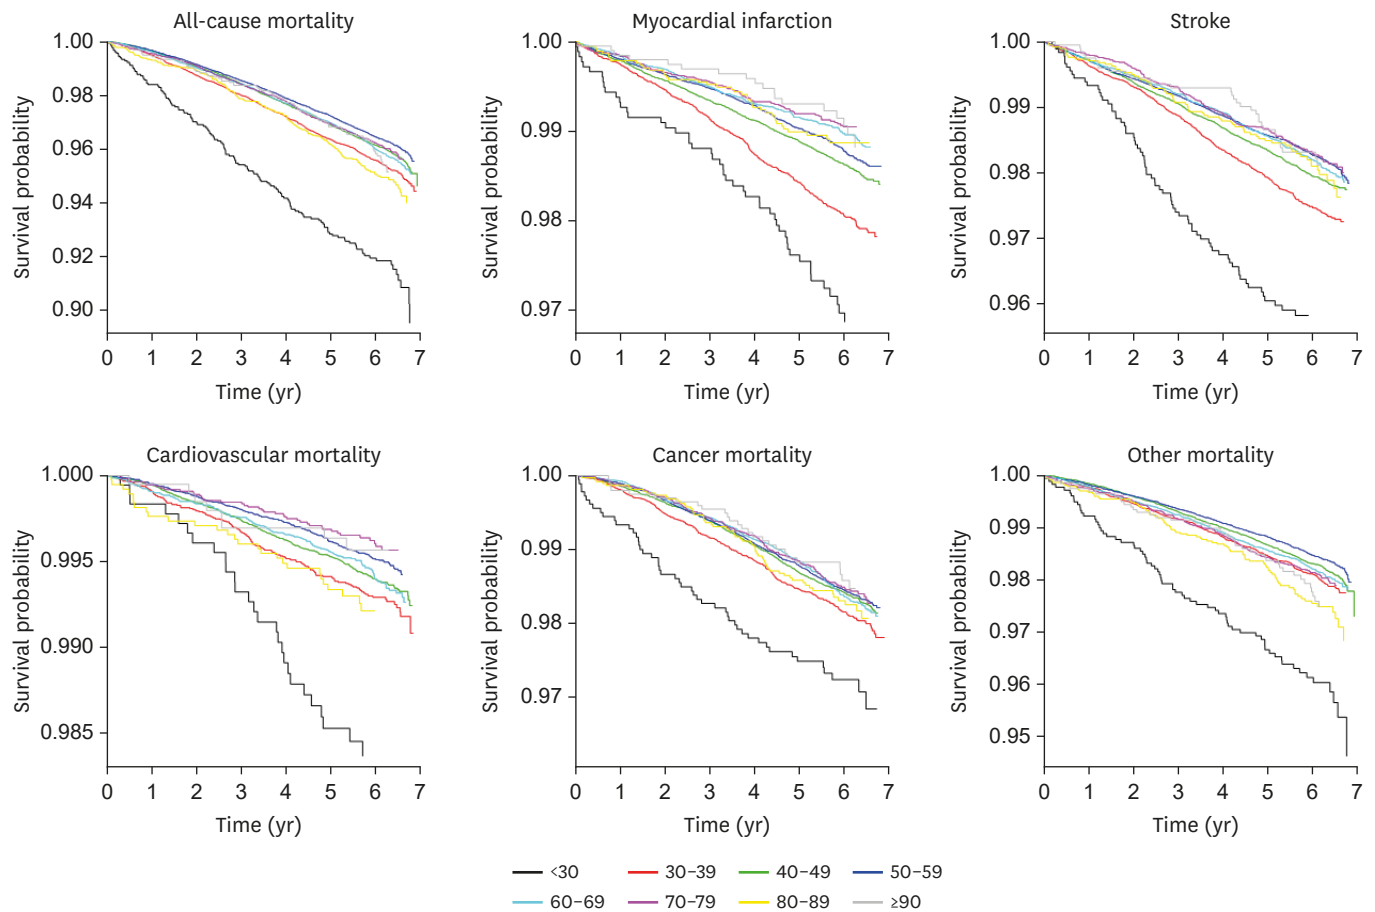 All-cause mortality
Myocardial infarction
Stroke
Survival probability
1.00
0.98
0.96
0.94
0.92
0.90
0 1 2 3 4 5 6 7
Time (yr)
Survival probability
1.00
0.99
0.98
0.97
0 1 2 3 4 5 6 7
Time (yr)
Survival probability
1.00
0.99
0.98
0.97
0.96
0 1 2 3 4 5 6 7
Time (yr)
Cardiovascular mortality
Cancer mortality
Other mortality
Survival probability
1.000
0.995
0.990
0.985
0 1 2 3 4 5 6 7
Time (yr)
Survival probability
1.00
0.99
0.98
0.97
0 1 2 3 4 5 6 7
Time (yr)
Survival probability
1.00
0.99
0.98
0.97
0.96
0.95
0 1 2 3 4 5 6 7
Time (yr)
<30 30–39 40–49 50–59
60–69 70–79 80–89 ≥90